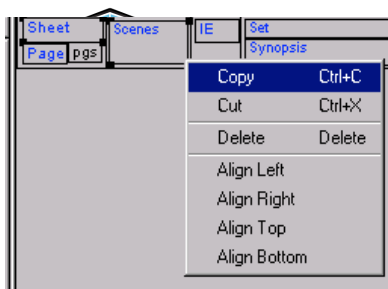 Sheet Scenes IE Set
Page pgs Synopsis
Copy Ctrl+C
Cut Ctrl+X
Delete Delete
Align Left
Align Right
Align Top
Align Bottom